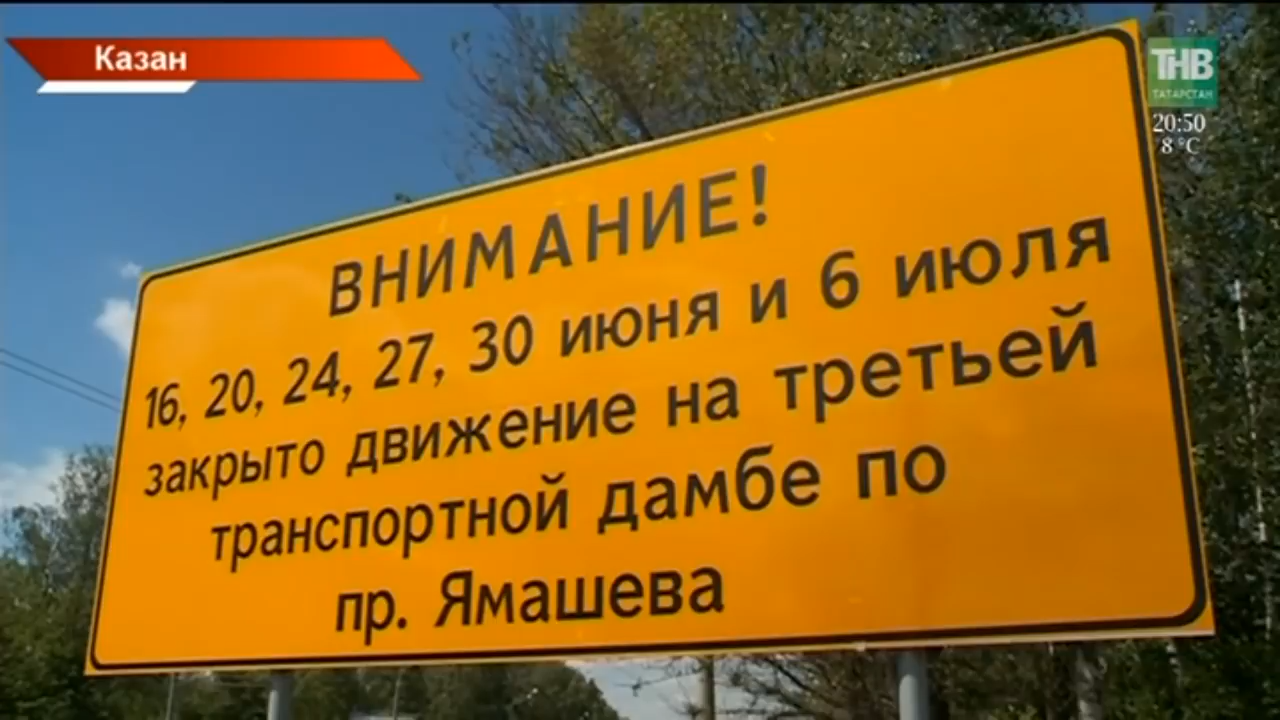 Казан
ТНВ
ТАТАРСТАН
20:50
8 °C
ВНИМАНИЕ!
16, 20, 24, 27, 30 июня и 6 июля
закрыто движение на третьей
транспортной дамбе по
пр. Ямашева